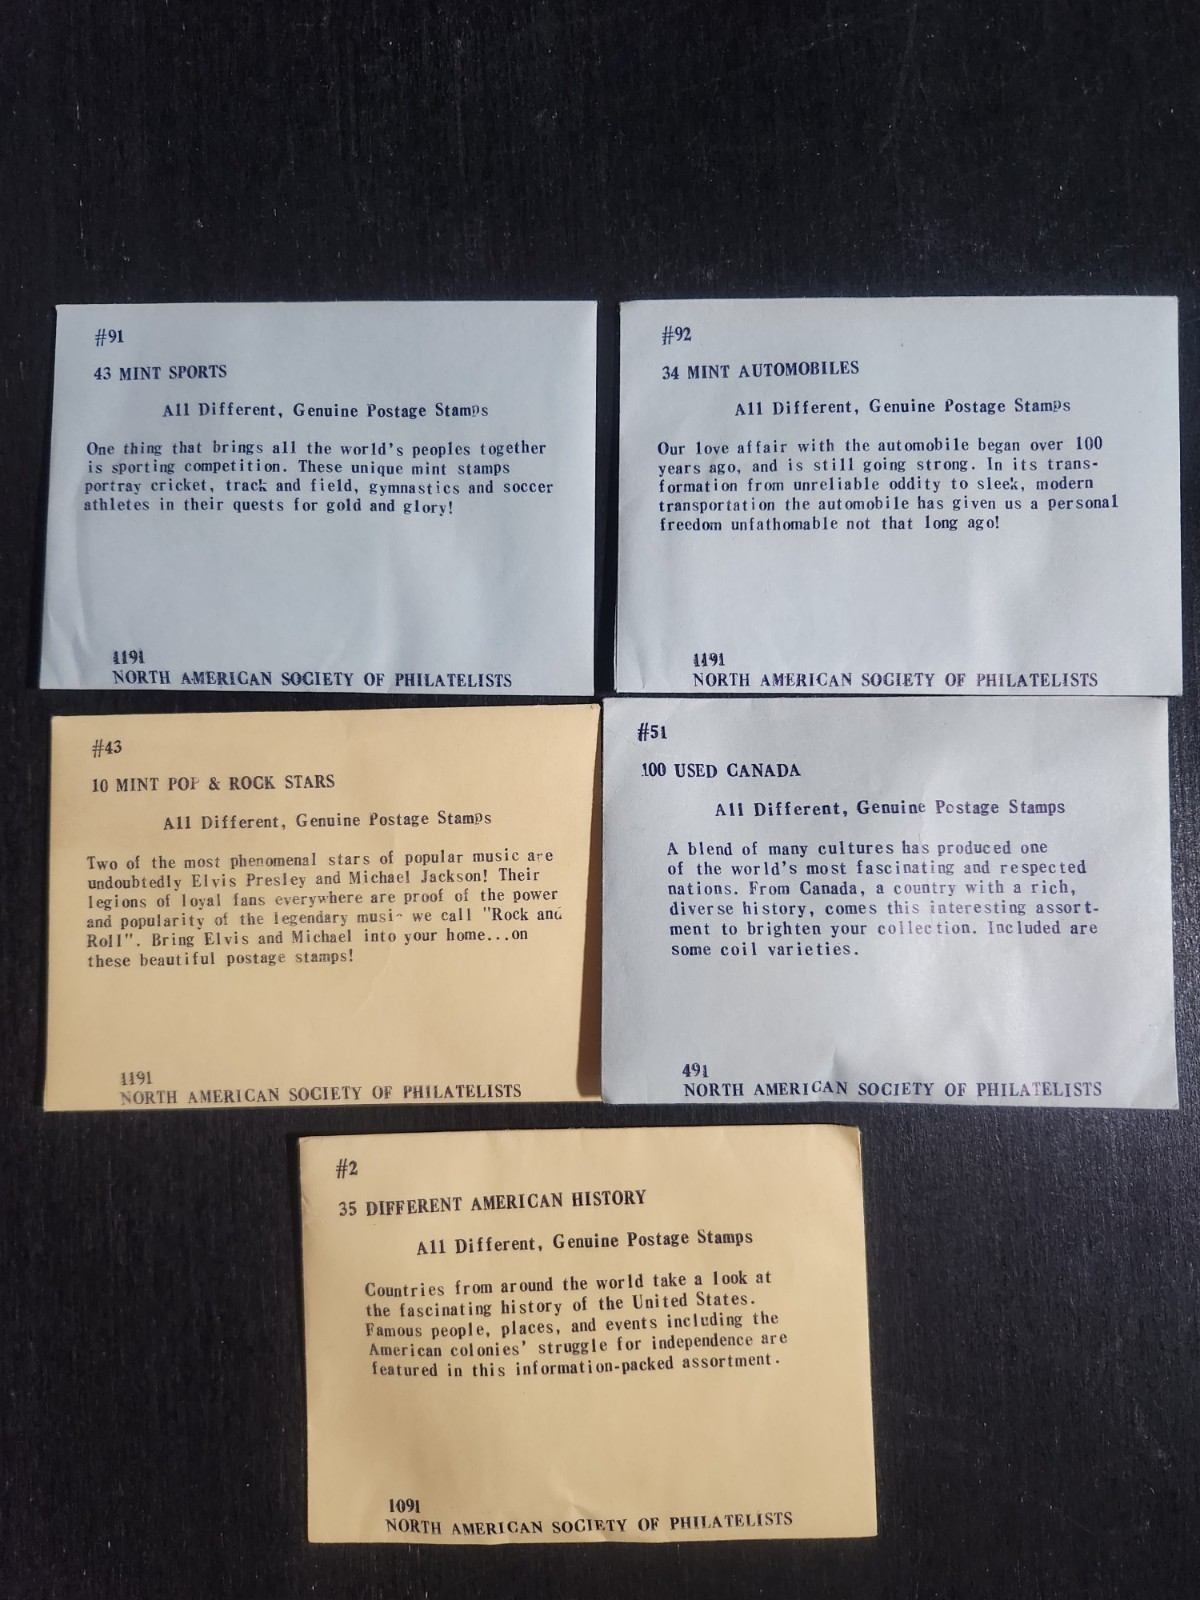 #91
43 MINT SPORTS
All Different, Genuine Postage Stamps
One thing that brings all the world's peoples together
is sporting competition. These unique mint stamps
portray cricket, track and field, gymnastics and soccer
athletes in their quests for gold and glory!
1191
NORTH AMERICAN SOCIETY OF PHILATELISTS
#92
34 MINT AUTOMOBILES
All Different, Genuine Postage Stamps
Our love affair with the automobile began over 100
years ago, and is still going strong. In its trans-
formation from unreliable oddity to sleek, modern
transportation the automobile has given us a personal
freedom unfathomable not that long ago!
1191
NORTH AMERICAN SOCIETY OF PHILATELISTS
#43
10 MINT POP & ROCK STARS
All Different, Genuine Postage Stamps
Two of the most phenomenal stars of popular music are
undoubtedly Elvis Presley and Michael Jackson! Their
legions of loyal fans everywhere are proof of the power
and popularity of the legendary music we call "Rock and
Roll". Bring Elvis and Michael into your home...on
these beautiful postage stamps!
1191
NORTH AMERICAN SOCIETY OF PHILATELISTS
#51
100 USED CANADA
All Different, Genuine Postage Stamps
A blend of many cultures has produced one
of the world's most fascinating and respected
nations. From Canada, a country with a rich,
diverse history, comes this interesting assort-
ment to brighten your collection. Included are
some coil varieties.
491
NORTH AMERICAN SOCIETY OF PHILATELISTS
#2
35 DIFFERENT AMERICAN HISTORY
All Different, Genuine Postage Stamps
Countries from around the world take a look at
the fascinating history of the United States.
Famous people, places, and events including the
American colonies' struggle for independence are
featured in this information-packed assortment.
1091
NORTH AMERICAN SOCIETY OF PHILATELISTS